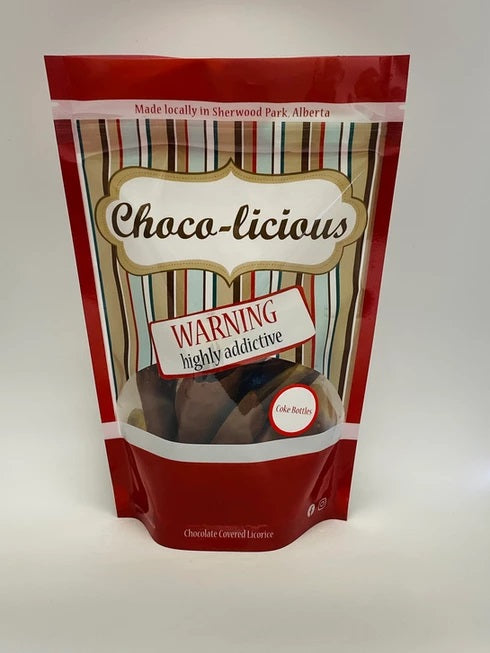 Made locally in Sherwood Park, Alberta
Choco-licious
WARNING
highly addictive
Coke Bottles
Chocolate Covered Licorice